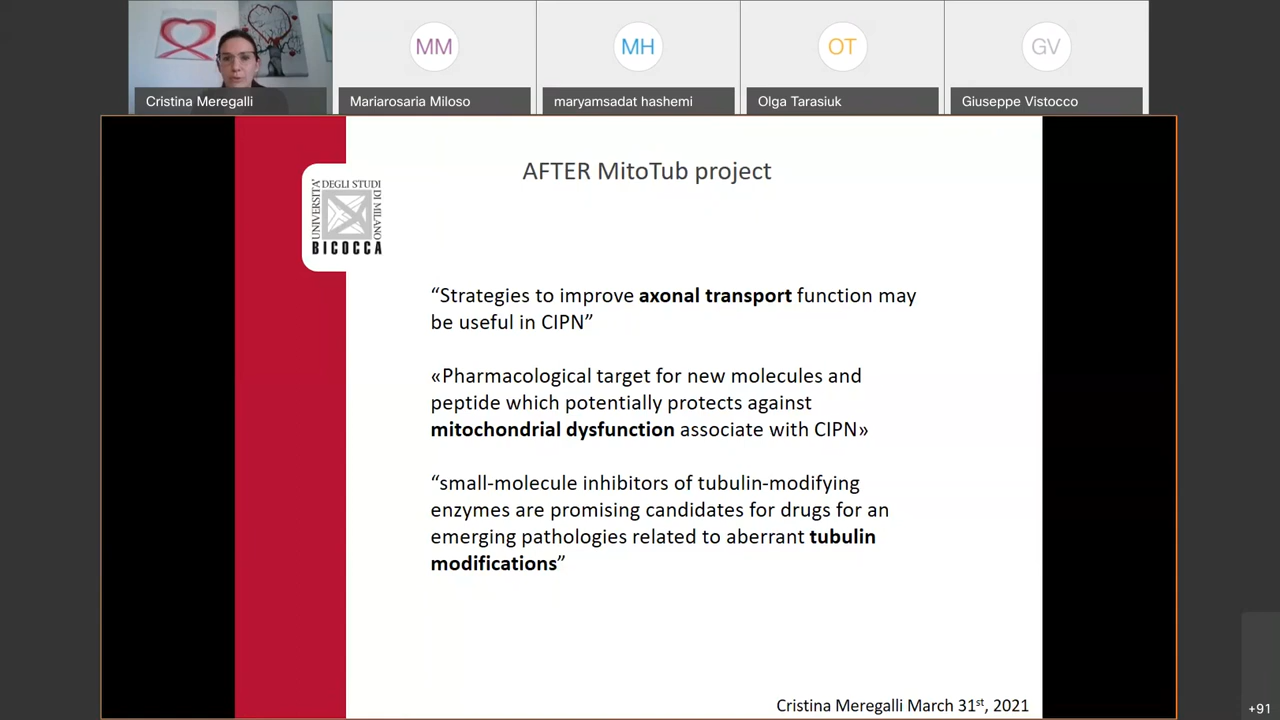 MM
MH
OT
GV
Cristina Meregalli
Mariarosaria Miloso
maryamsadat hashemi
Olga Tarasiuk
Giuseppe Vistocco
AFTER MitoTub project
UNIVERSITA'
DEGLI STUDI
DI MILANO
BICOCCA
“Strategies to improve axonal transport function may
be useful in CIPN”
«Pharmacological target for new molecules and
peptide which potentially protects against
mitochondrial dysfunction associate with CIPN»
“small-molecule inhibitors of tubulin-modifying
enzymes are promising candidates for drugs for an
emerging pathologies related to aberrant tubulin
modifications”
Cristina Meregalli March 31st, 2021
+91